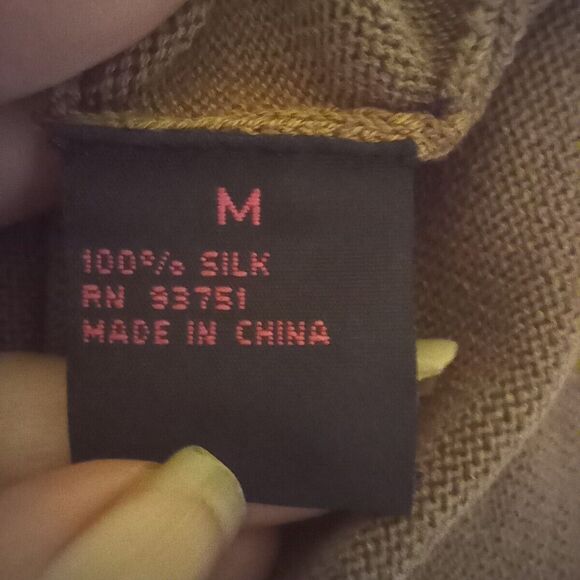 M
100% SILK
RN 93751
MADE IN CHINA